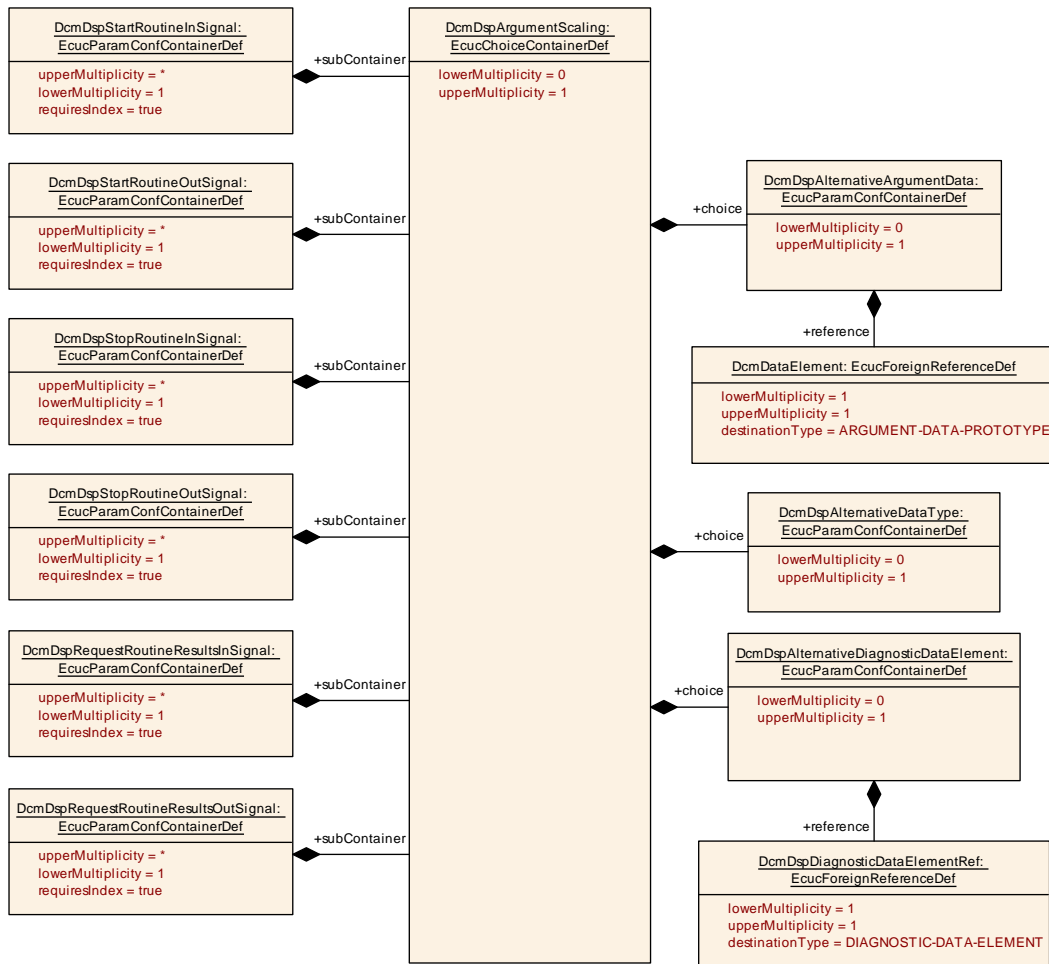 DcmDspStartRoutineInSignal:
EcucParamConfContainerDef
upperMultiplicity = *
lowerMultiplicity = 1
requiresIndex = true
+subContainer
DcmDspStartRoutineOutSignal:
EcucParamConfContainerDef
upperMultiplicity = *
lowerMultiplicity = 1
requiresIndex = true
+subContainer
DcmDspStopRoutineInSignal:
EcucParamConfContainerDef
upperMultiplicity = *
lowerMultiplicity = 1
requiresIndex = true
+subContainer
DcmDspStopRoutineOutSignal:
EcucParamConfContainerDef
upperMultiplicity = *
lowerMultiplicity = 1
requiresIndex = true
+subContainer
DcmDspRequestRoutineResultsInSignal:
EcucParamConfContainerDef
upperMultiplicity = *
lowerMultiplicity = 1
requiresIndex = true
+subContainer
DcmDspRequestRoutineResultsOutSignal:
EcucParamConfContainerDef
upperMultiplicity = *
lowerMultiplicity = 1
requiresIndex = true
+subContainer
DcmDspArgumentScaling:
EcucChoiceContainerDef
lowerMultiplicity = 0
upperMultiplicity = 1
+choice
DcmDspAlternativeArgumentData:
EcucParamConfContainerDef
lowerMultiplicity = 0
upperMultiplicity = 1
+reference
DcmDataElement: EcucForeignReferenceDef
lowerMultiplicity = 1
upperMultiplicity = 1
destinationType = ARGUMENT-DATA-PROTOTYPE
+choice
DcmDspAlternativeDataType:
EcucParamConfContainerDef
lowerMultiplicity = 0
upperMultiplicity = 1
+choice
DcmDspAlternativeDiagnosticDataElement:
EcucParamConfContainerDef
lowerMultiplicity = 0
upperMultiplicity = 1
+reference
DcmDspDiagnosticDataElementRef:
EcucForeignReferenceDef
lowerMultiplicity = 1
upperMultiplicity = 1
destinationType = DIAGNOSTIC-DATA-ELEMENT